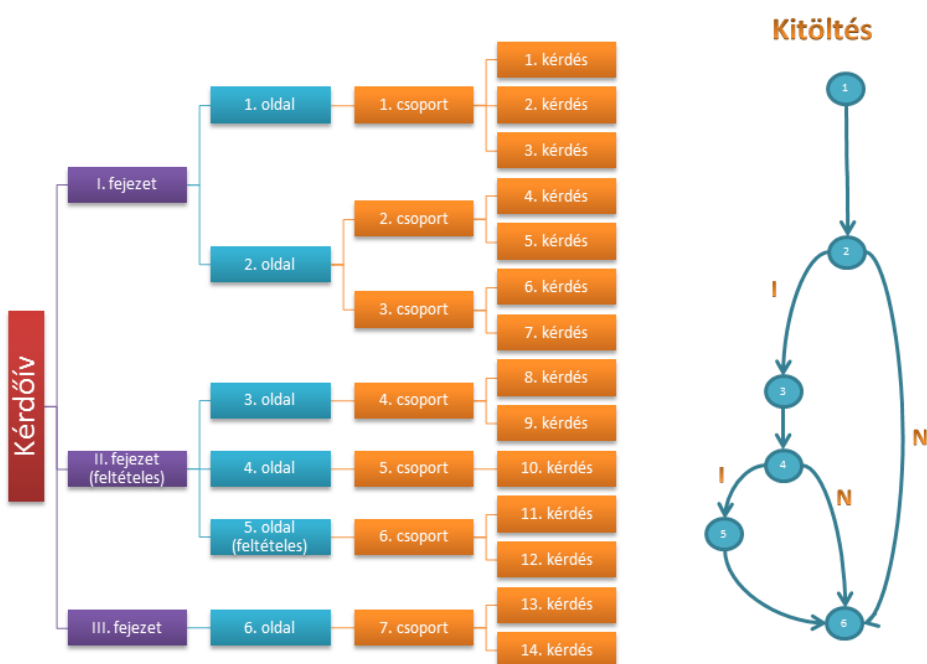 Kitöltés
Kérdőív
I. fejezet
1. oldal
1. csoport
1. kérdés
2. kérdés
3. kérdés
2. oldal
2. csoport
4. kérdés
5. kérdés
3. csoport
6. kérdés
7. kérdés
II. fejezet
(feltételes)
3. oldal
4. csoport
8. kérdés
9. kérdés
4. oldal
5. csoport
10. kérdés
5. oldal
(feltételes)
6. csoport
11. kérdés
12. kérdés
III. fejezet
6. oldal
7. csoport
13. kérdés
14. kérdés
1
2
I
3
N
4
I
N
5
6